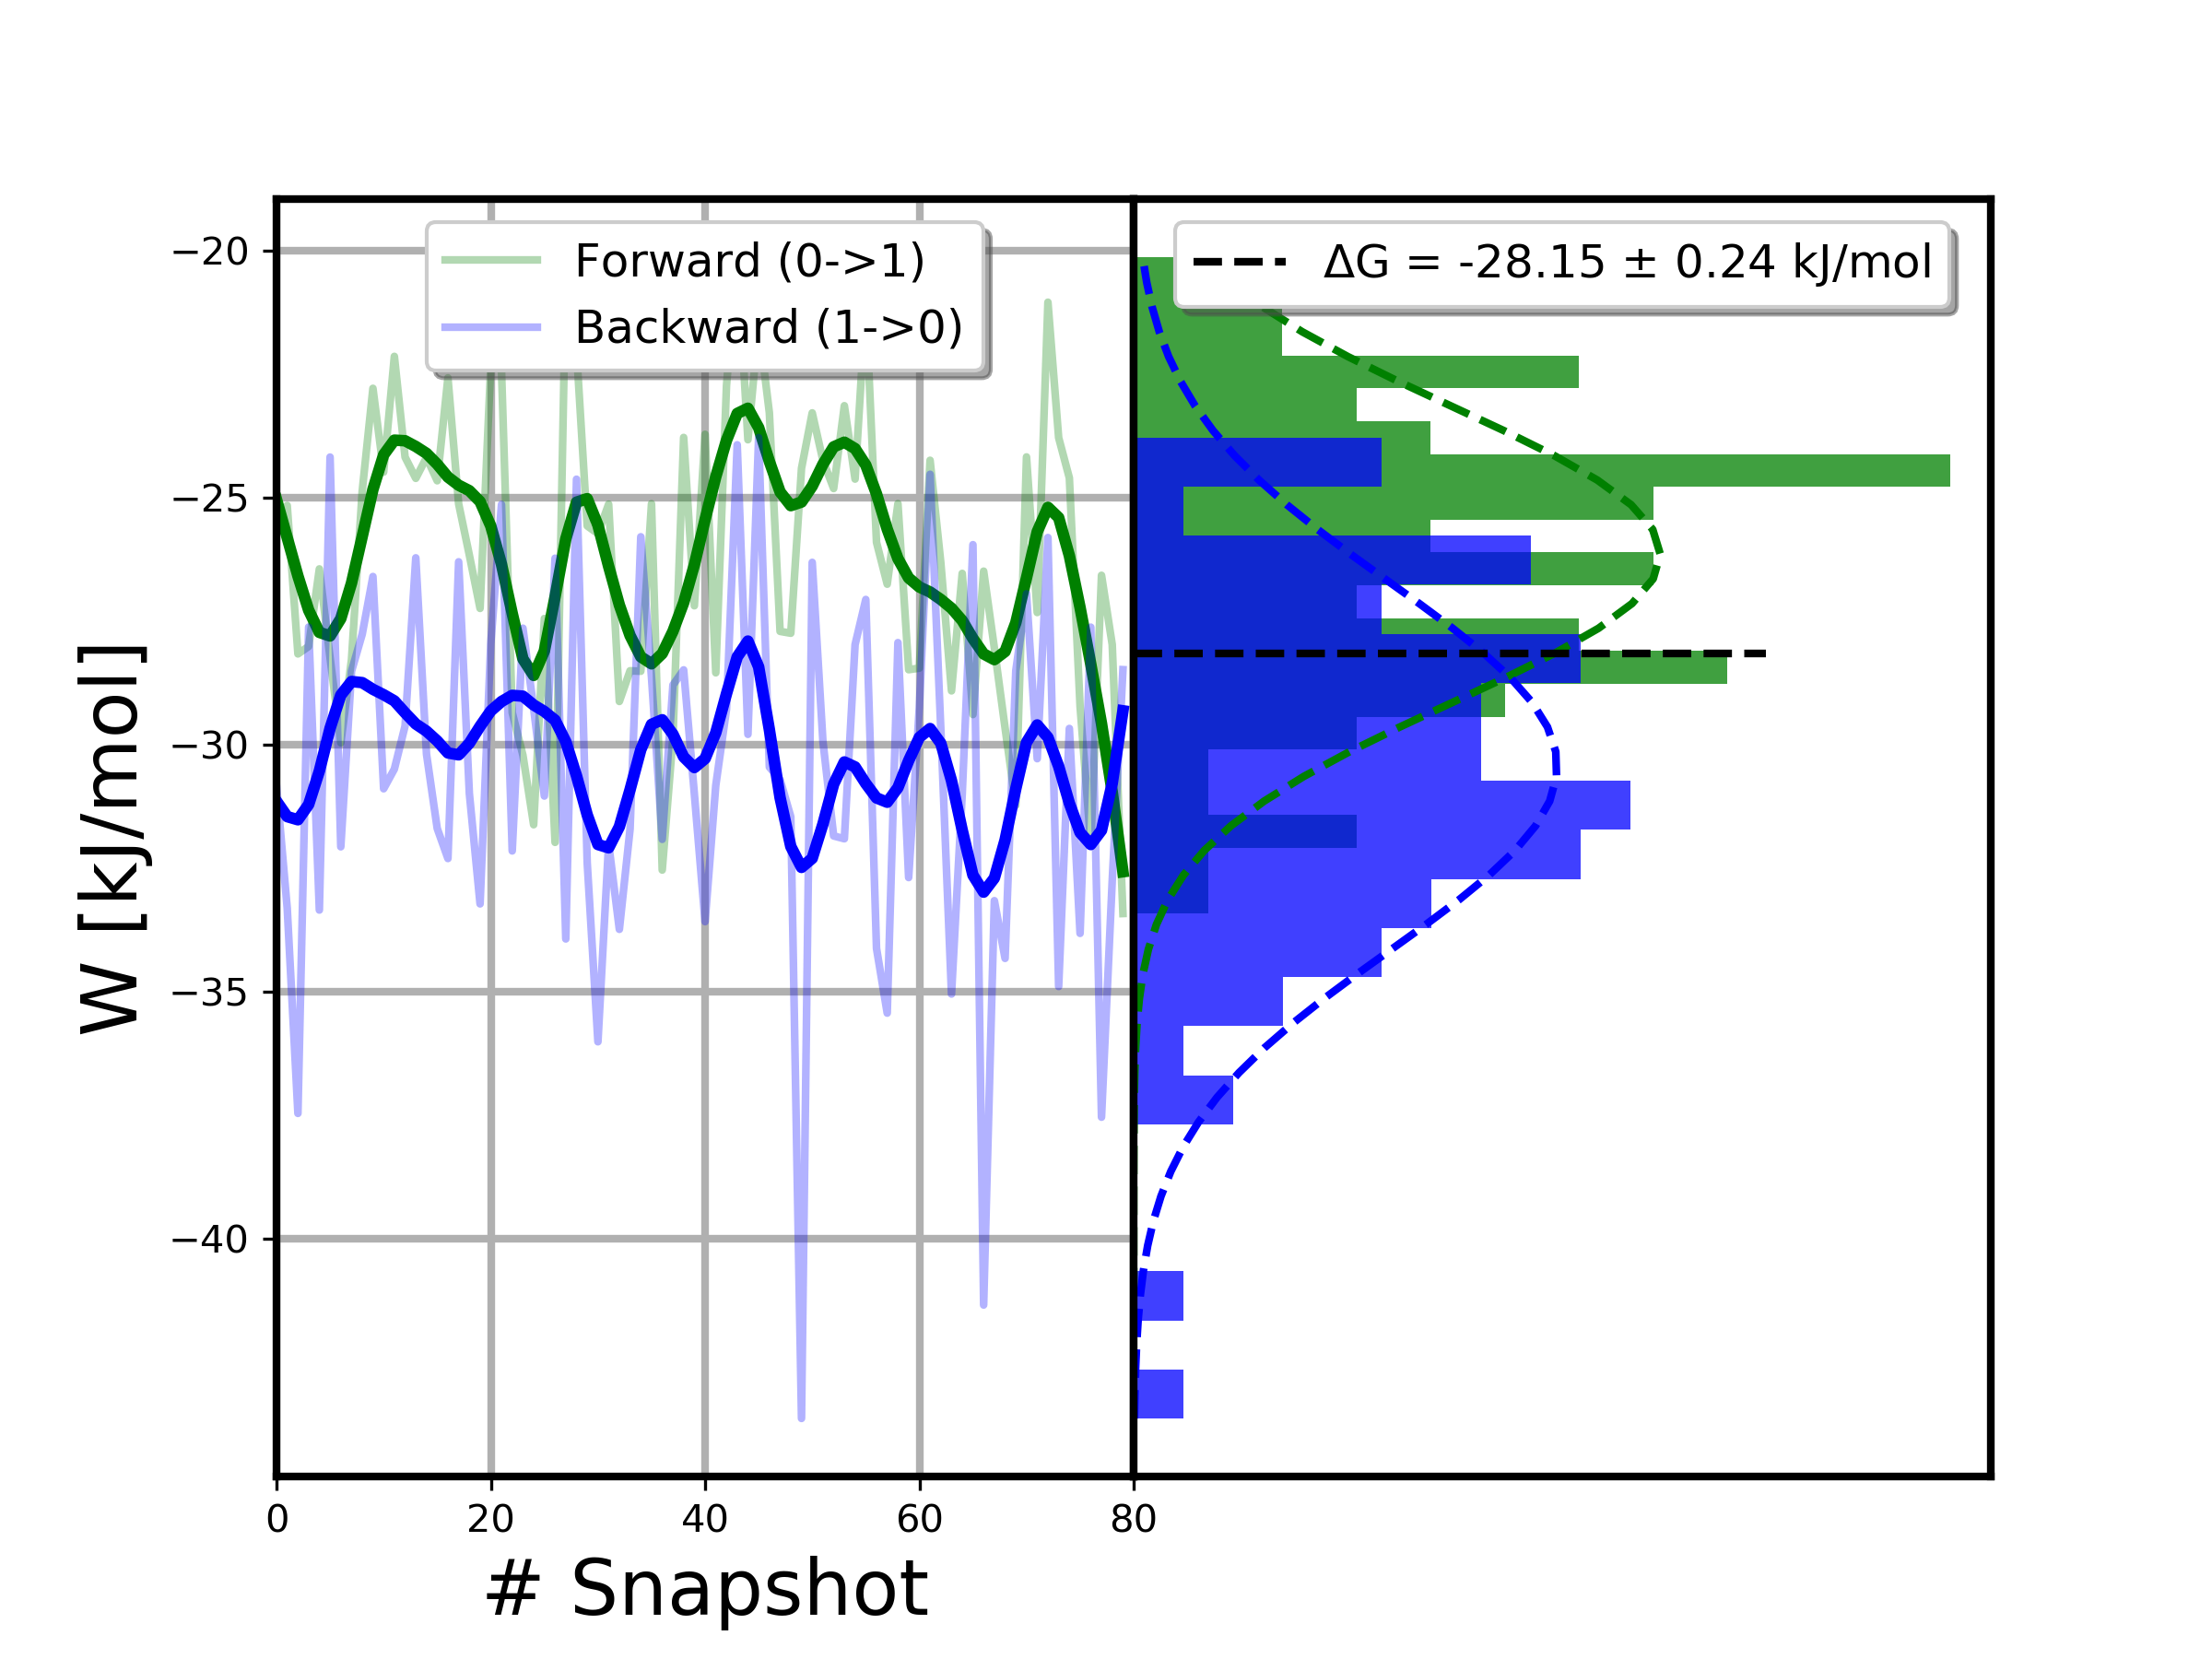 Forward (0->1)
Backward (1->0)
ΔG = -28.15 ± 0.24 kJ/mol
W [kJ/mol]
−20
−25
−30
−35
−40
0 20 40 60 80
# Snapshot